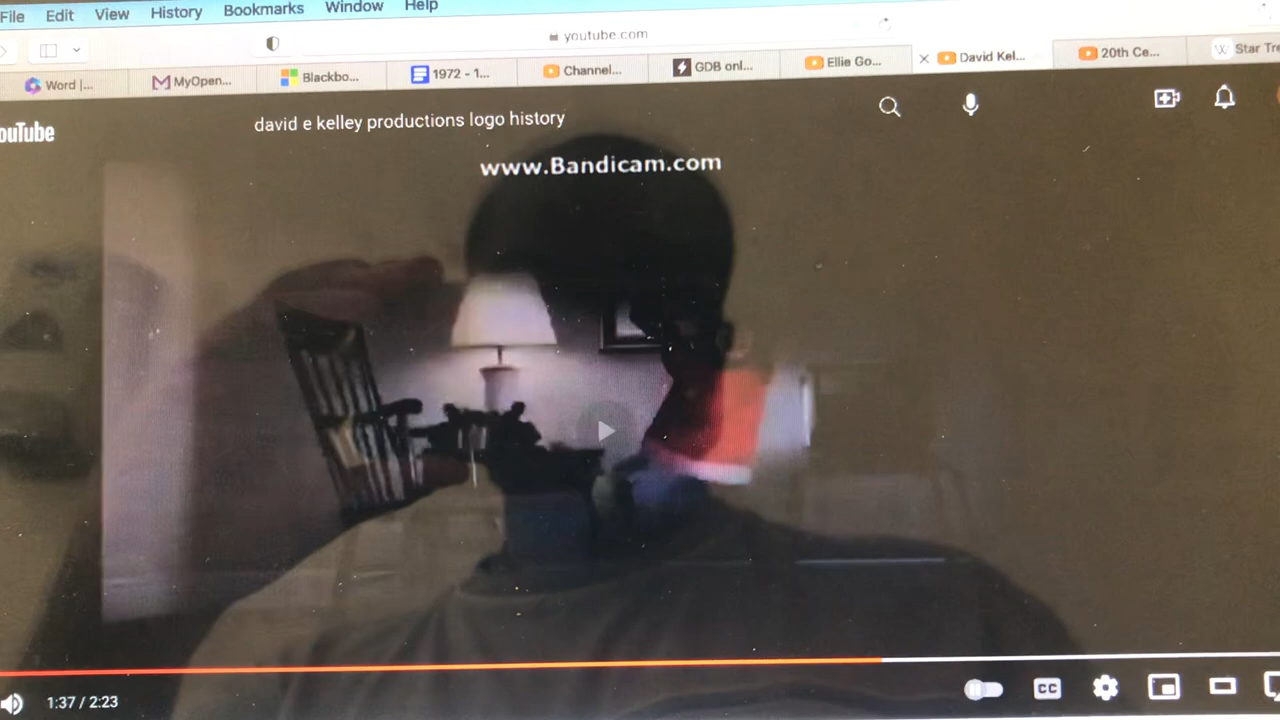 File Edit View History Bookmarks Window Help
youtube.com
Word |... MyOpen... Blackbo... 1972 - 1... Channel... GDB onl... Ellie Go... David Kel... 20th Ce... W Star Tre
ouTube david e kelley productions logo history
www.Bandicam.com
1:37 / 2:23 CC